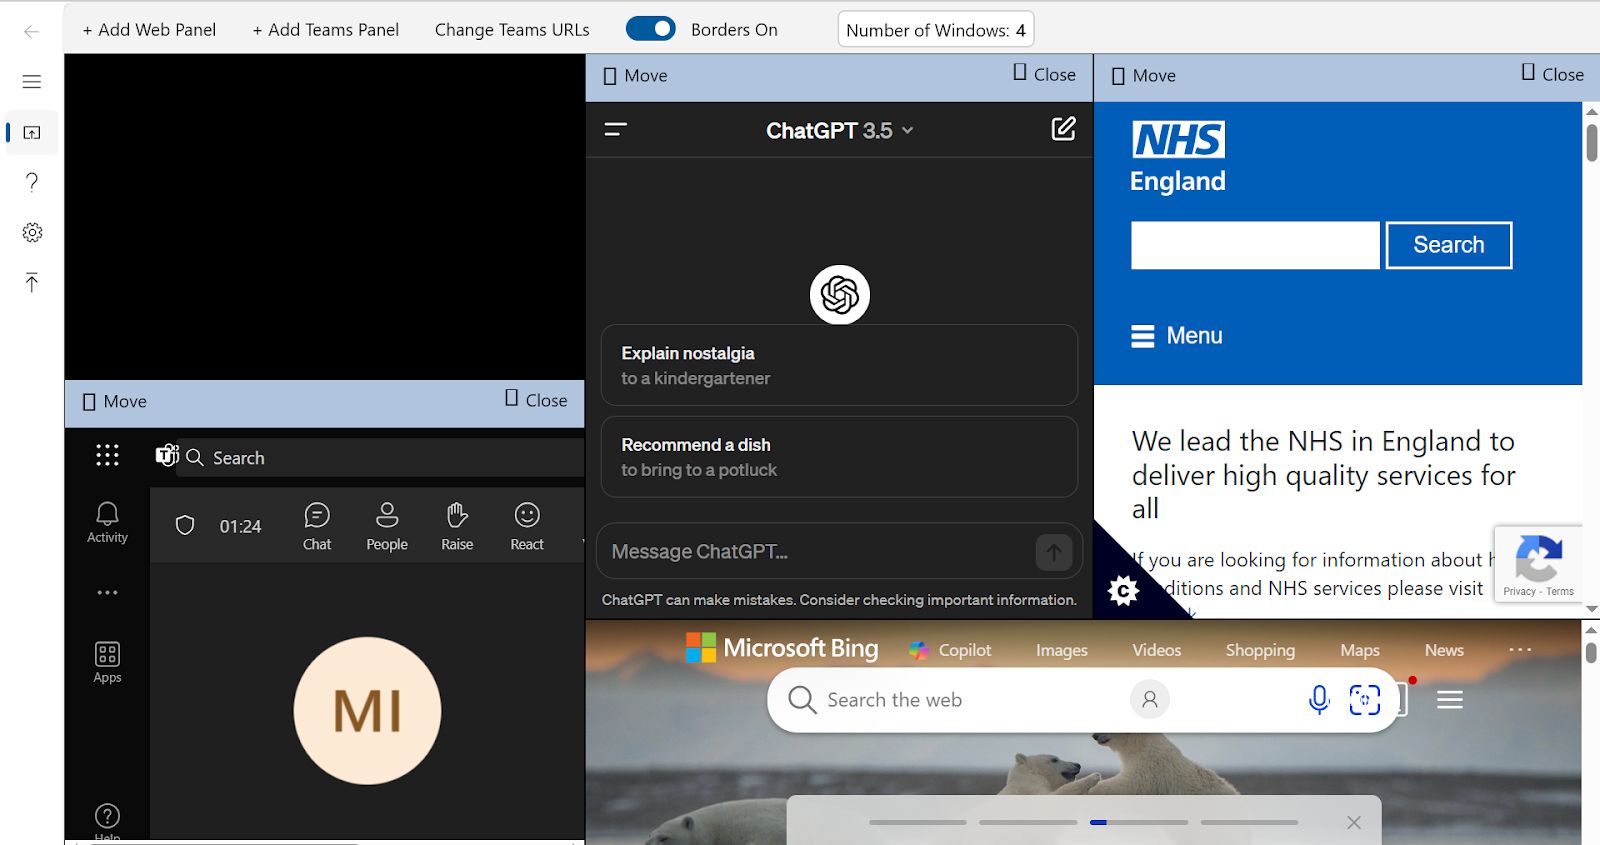 + Add Web Panel
+ Add Teams Panel
Change Teams URLs
Borders On
Number of Windows: 4
Move
Close
Search
Activity
01:24
Chat
People
Raise
React
Apps
MI
Help
Move
Close
ChatGPT 3.5
Explain nostalgia
to a kindergartener
Recommend a dish
to bring to a potluck
Message ChatGPT...
ChatGPT can make mistakes. Consider checking important information.
Move
Close
NHS
England
Search
Menu
We lead the NHS in England to
deliver high quality services for
all
If you are looking for information about
and NHS services please visit
Privacy - Terms
Microsoft Bing
Copilot
Images
Videos
Shopping
Maps
News
Search the web